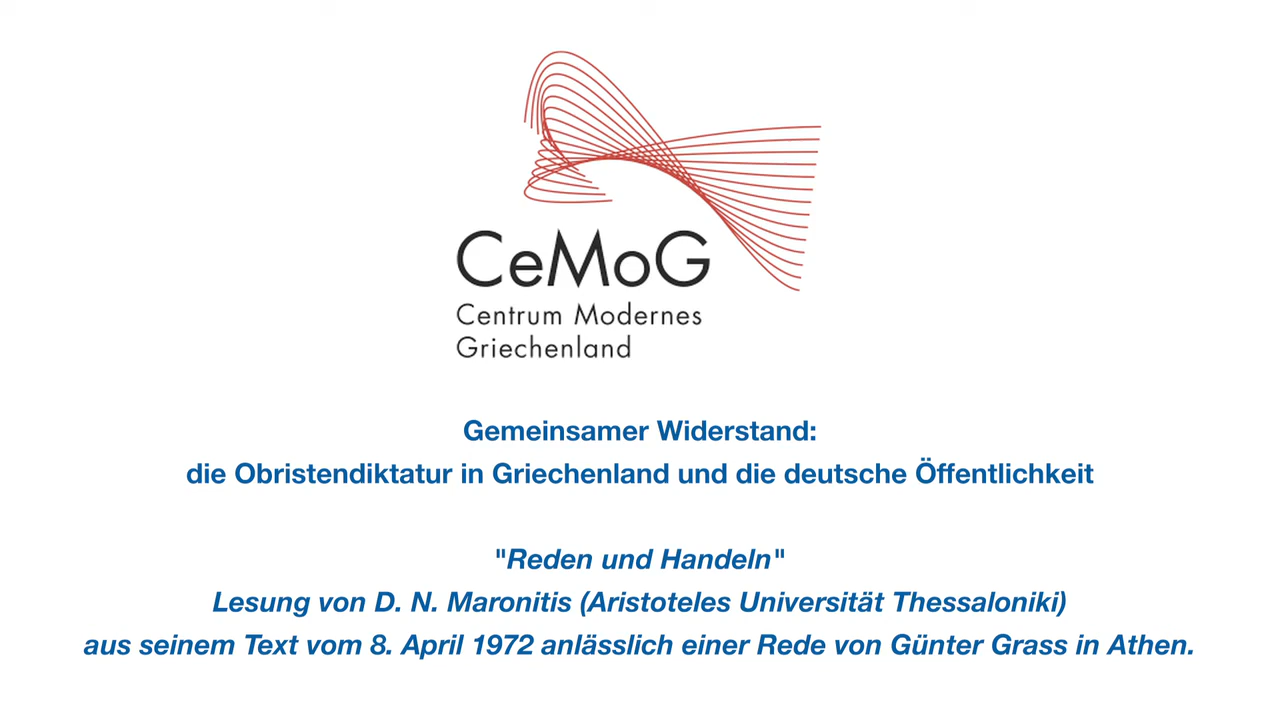 CeMoG
Centrum Modernes
Griechenland
Gemeinsamer Widerstand:
die Obristendiktatur in Griechenland und die deutsche Öffentlichkeit
"Reden und Handeln"
Lesung von D. N. Maronitis (Aristoteles Universität Thessaloniki)
aus seinem Text vom 8. April 1972 anlässlich einer Rede von Günter Grass in Athen.